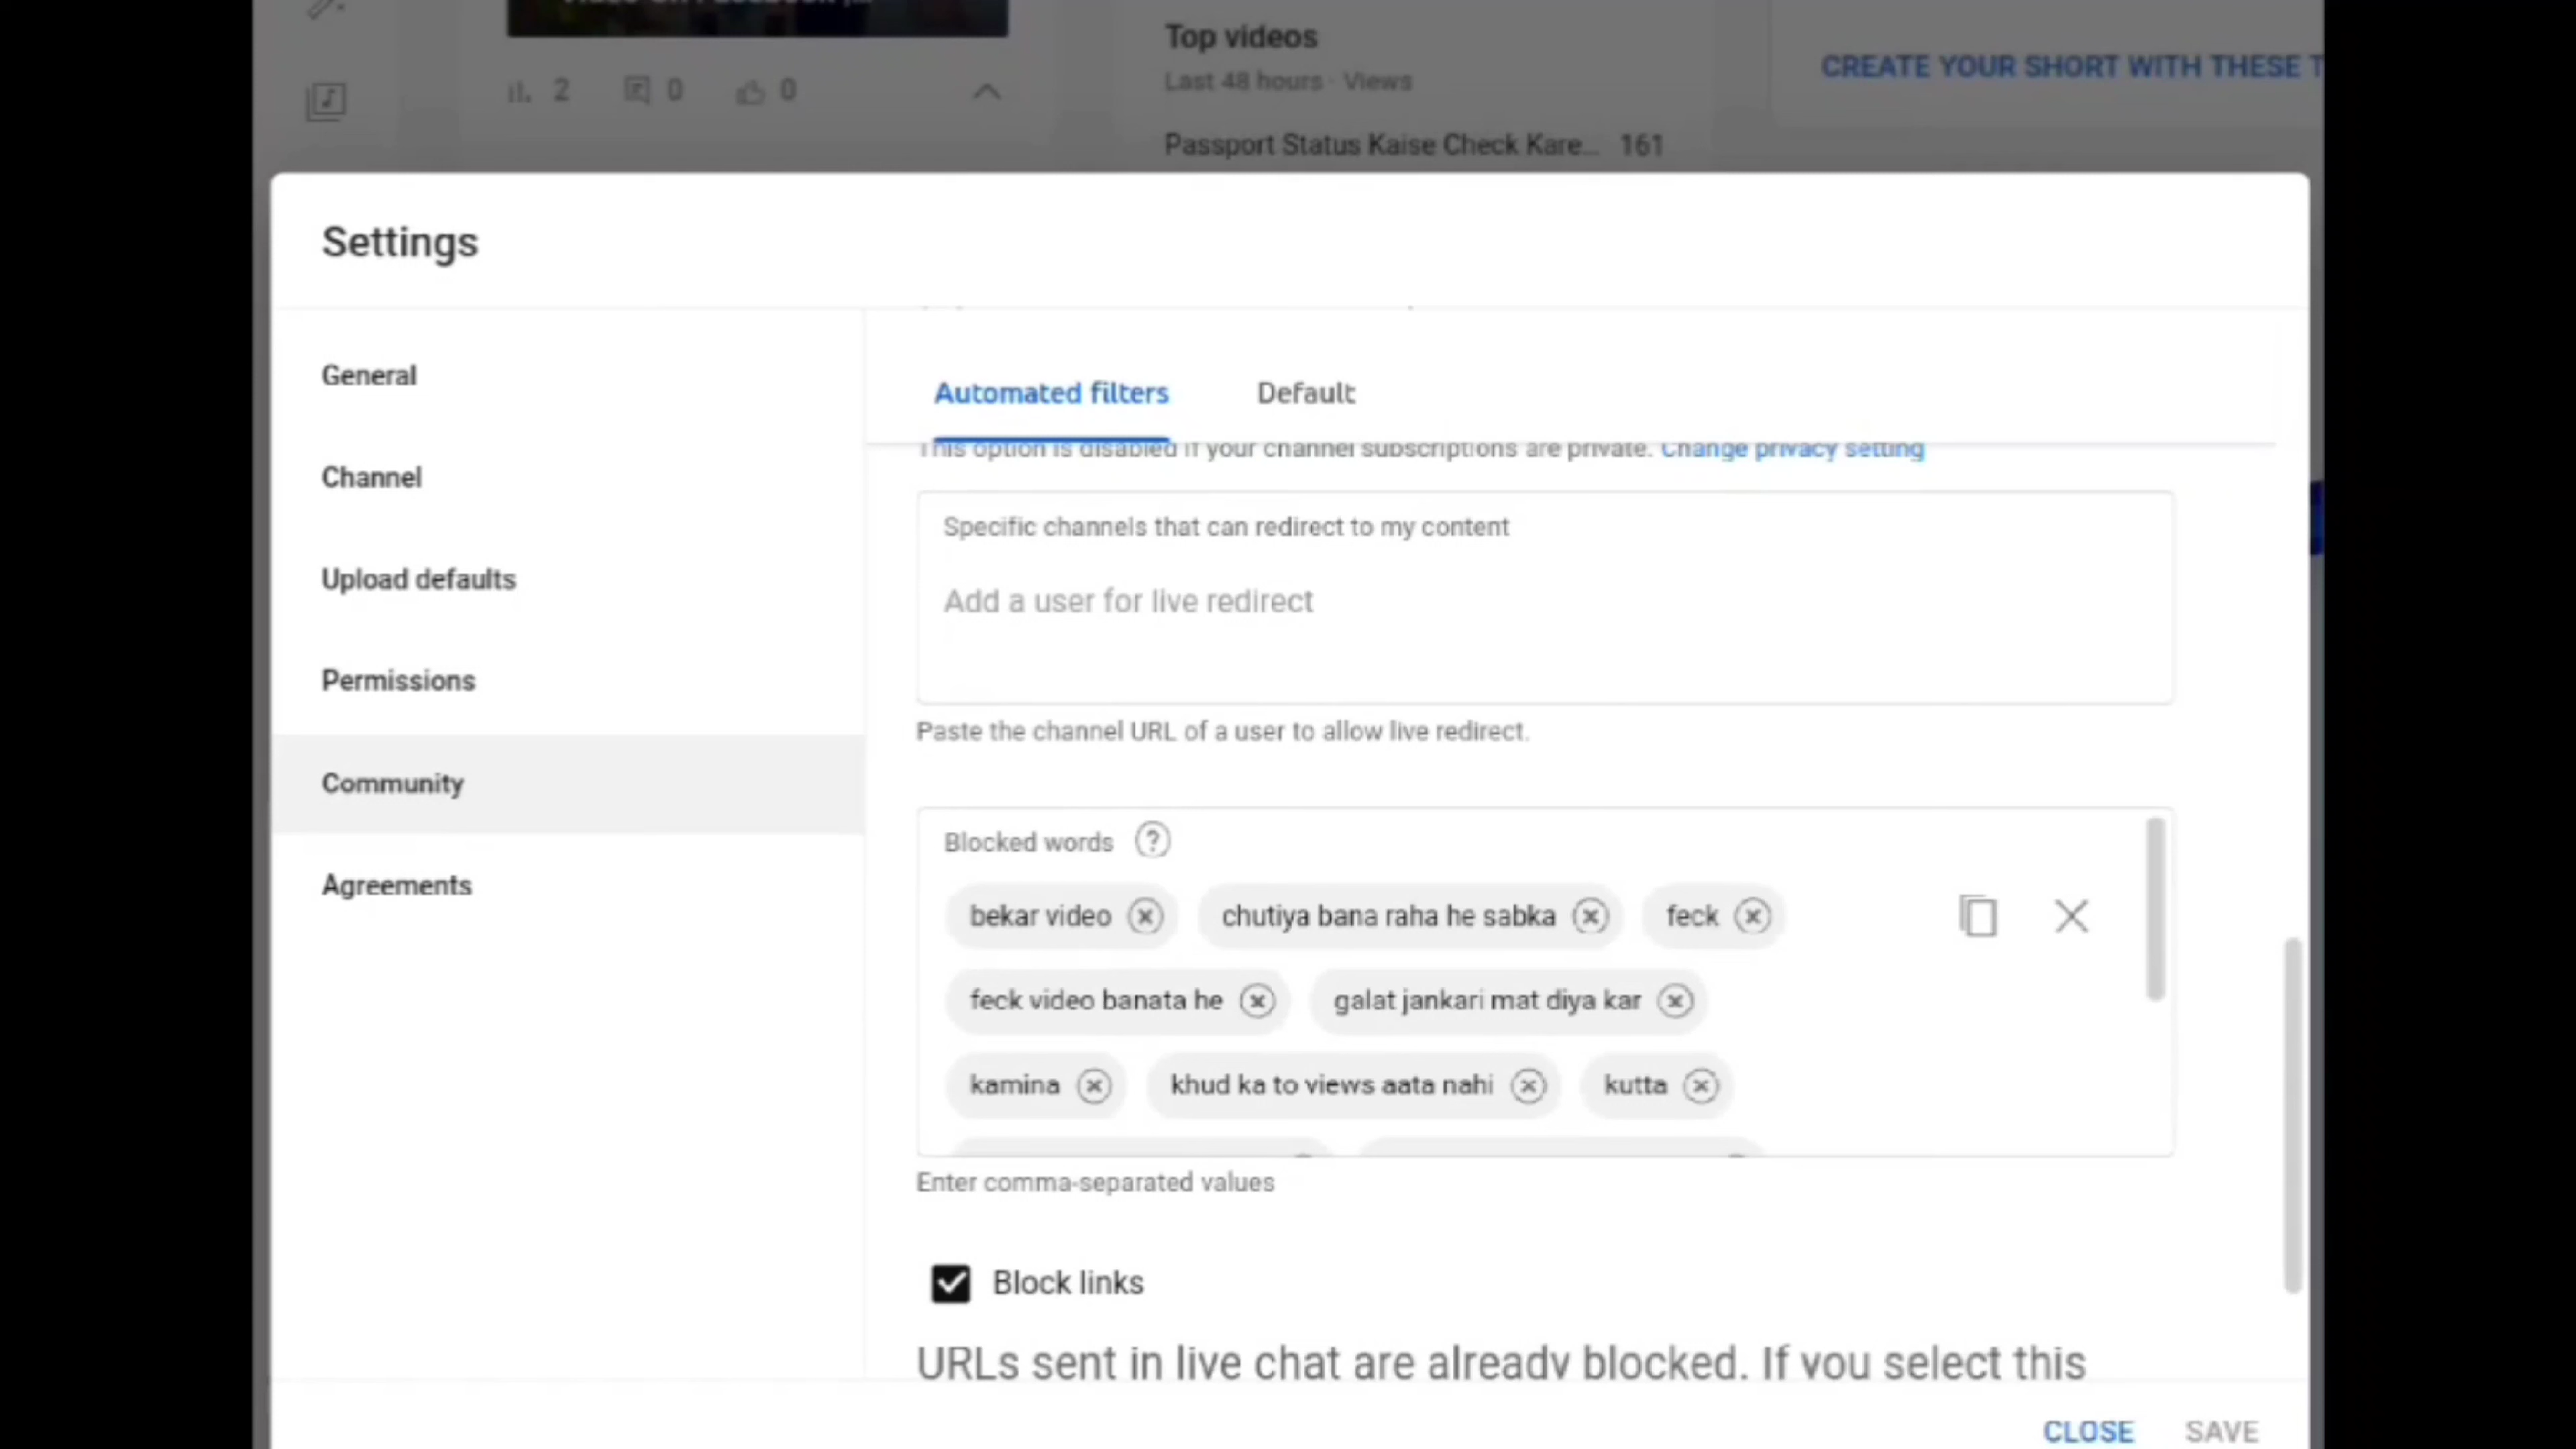 2 0 0
Top videos
Last 48 hours · Views
Passport Status Kaise Check Kare... 161
CREATE YOUR SHORT WITH THESE
Settings
General
Channel
Upload defaults
Permissions
Community
Agreements
Automated filters Default
This option is disabled if your channel subscriptions are private. Change privacy setting
Specific channels that can redirect to my content
Add a user for live redirect
Paste the channel URL of a user to allow live redirect.
Blocked words ?
bekar video chutiya bana raha he sabka feck
feck video banata he galat jankari mat diya kar
kamina khud ka to views aata nahi kutta
Enter comma-separated values
Block links
URLs sent in live chat are already blocked. If you select this
CLOSE SAVE